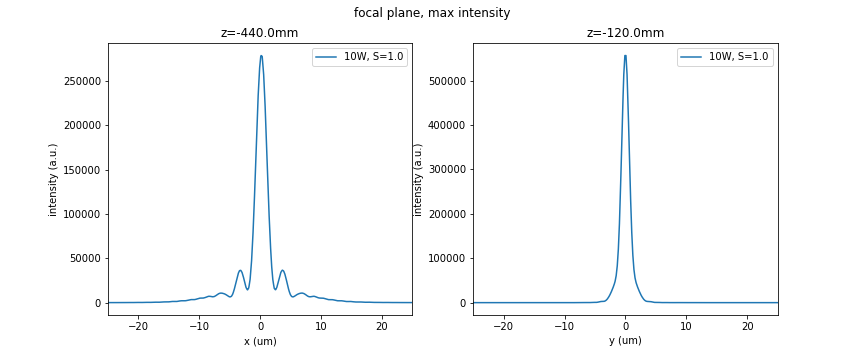 focal plane, max intensity
z=-440.0mm
10W, S=1.0
250000
200000
150000
100000
50000
0
intensity (a.u.)
−20
−10
0
10
20
x (um)
z=-120.0mm
10W, S=1.0
500000
400000
300000
200000
100000
0
intensity (a.u.)
−20
−10
0
10
20
y (um)